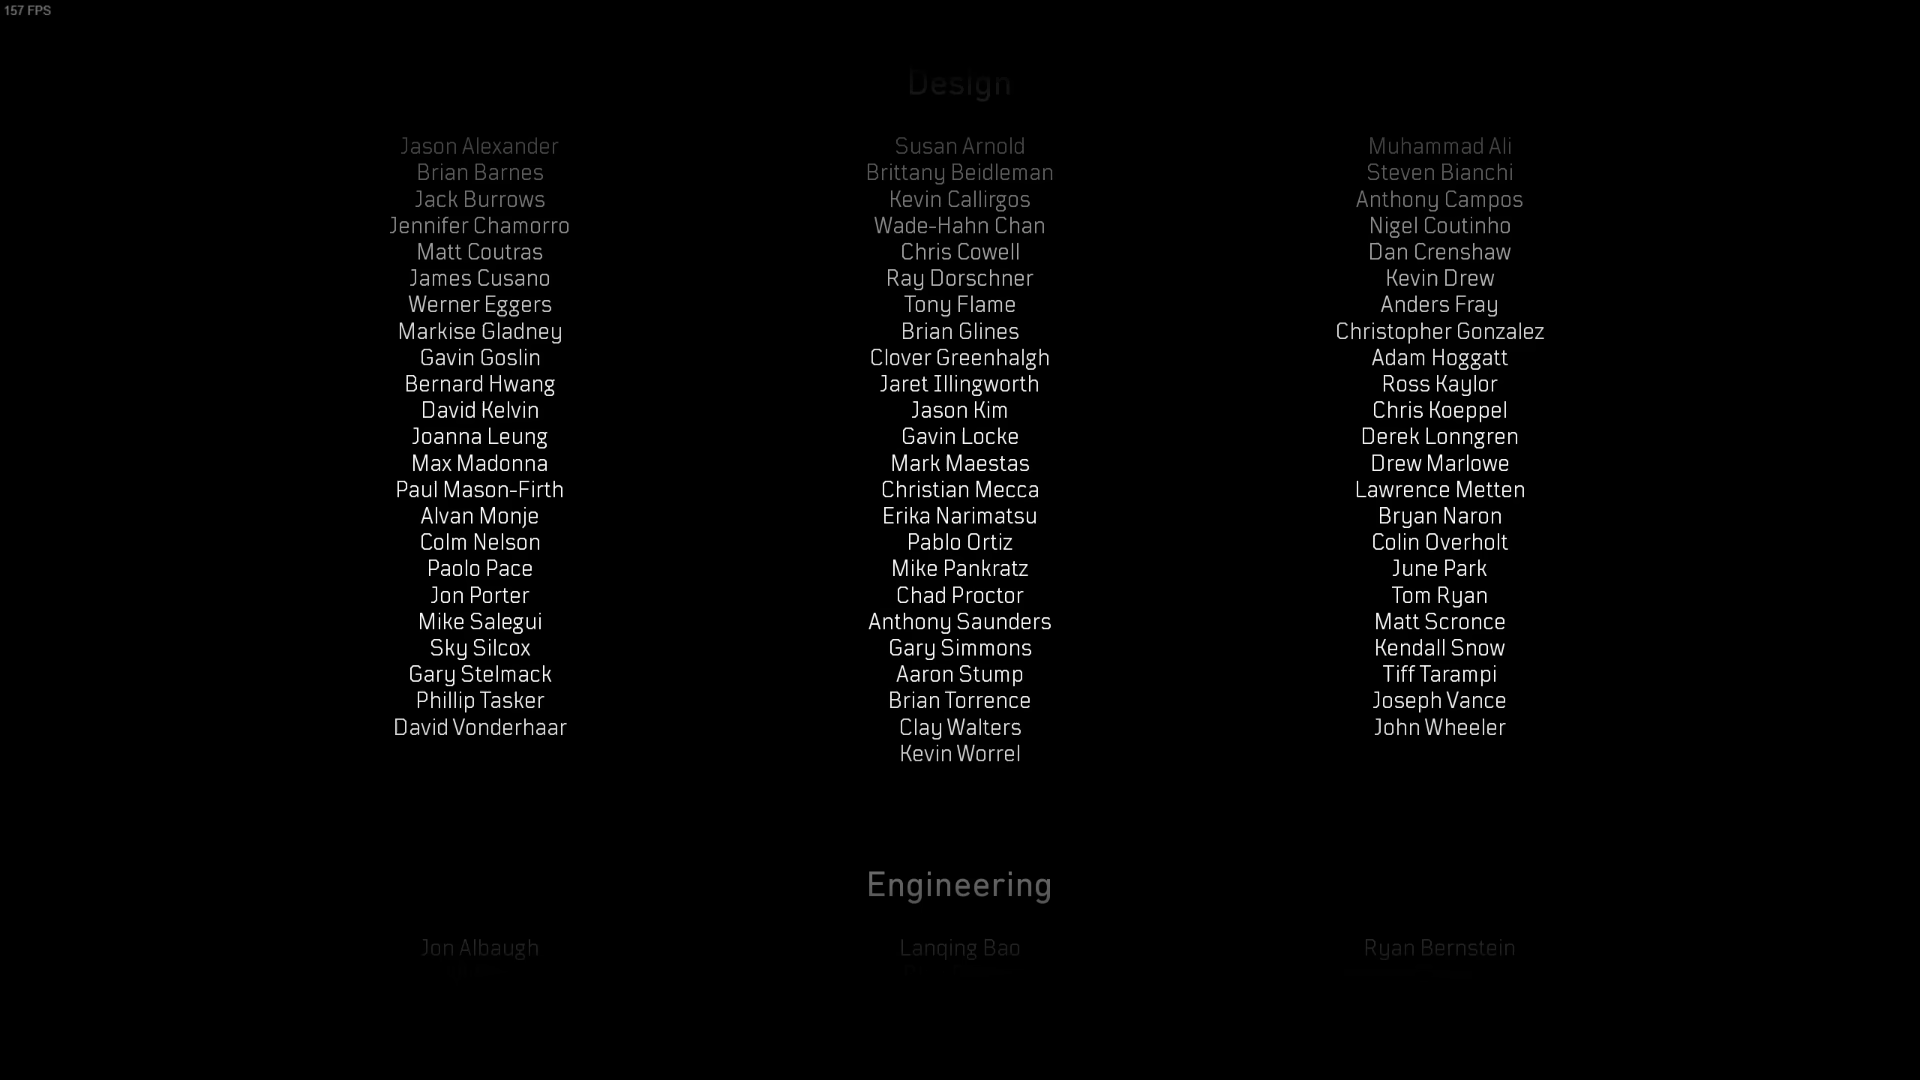 157 FPS
Design
Jason Alexander Susan Arnold Muhammad Ali
Brian Barnes Brittany Beidleman Steven Bianchi
Jack Burrows Kevin Callirgos Anthony Campos
Jennifer Chamorro Wade-Hahn Chan Nigel Coutinho
Matt Coutras Chris Cowell Dan Crenshaw
James Cusano Ray Dorschner Kevin Drew
Werner Eggers Tony Flame Anders Fray
Markise Gladney Brian Glines Christopher Gonzalez
Gavin Goslin Clover Greenhalgh Adam Hoggatt
Bernard Hwang Jaret Illingworth Ross Kaylor
David Kelvin Jason Kim Chris Koeppel
Joanna Leung Gavin Locke Derek Lonngren
Max Madonna Mark Maestas Drew Marlowe
Paul Mason-Firth Christian Mecca Lawrence Metten
Alvan Monje Erika Narimatsu Bryan Naron
Colm Nelson Pablo Ortiz Colin Overholt
Paolo Pace Mike Pankratz June Park
Jon Porter Chad Proctor Tom Ryan
Mike Salegui Anthony Saunders Matt Scronce
Sky Silcox Gary Simmons Kendall Snow
Gary Stelmack Aaron Stump Tiff Tarampi
Phillip Tasker Brian Torrence Joseph Vance
David Vonderhaar Clay Walters John Wheeler
Kevin Worrel
Engineering
Jon Albaugh Lanqing Bao Ryan Bernstein